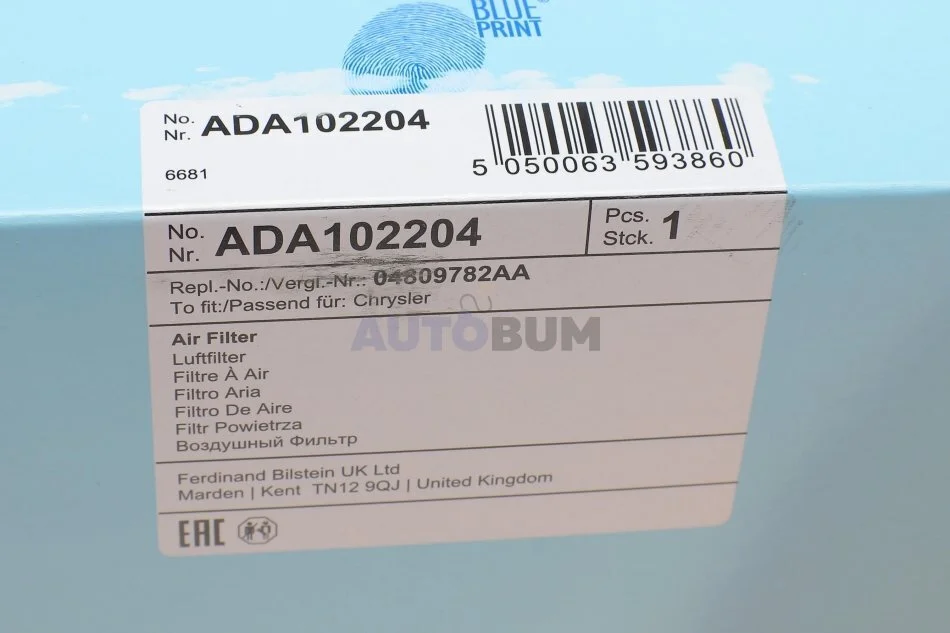 BLUE
PRINT
No.
Nr. ADA102204
6681
5 050063 593860
No.
Nr. ADA102204
Pcs.
Stck. 1
Repl.-No.:/Vergl.-Nr.: 04809782AA
To fit:/Passend für: Chrysler
AUTOBUM
Air Filter
Luftfilter
Filtre À Air
Filtro Aria
Filtro De Aire
Filtr Powietrza
Воздушный Фильтр
Ferdinand Bilstein UK Ltd
Marden | Kent TN12 9QJ | United Kingdom
EAC